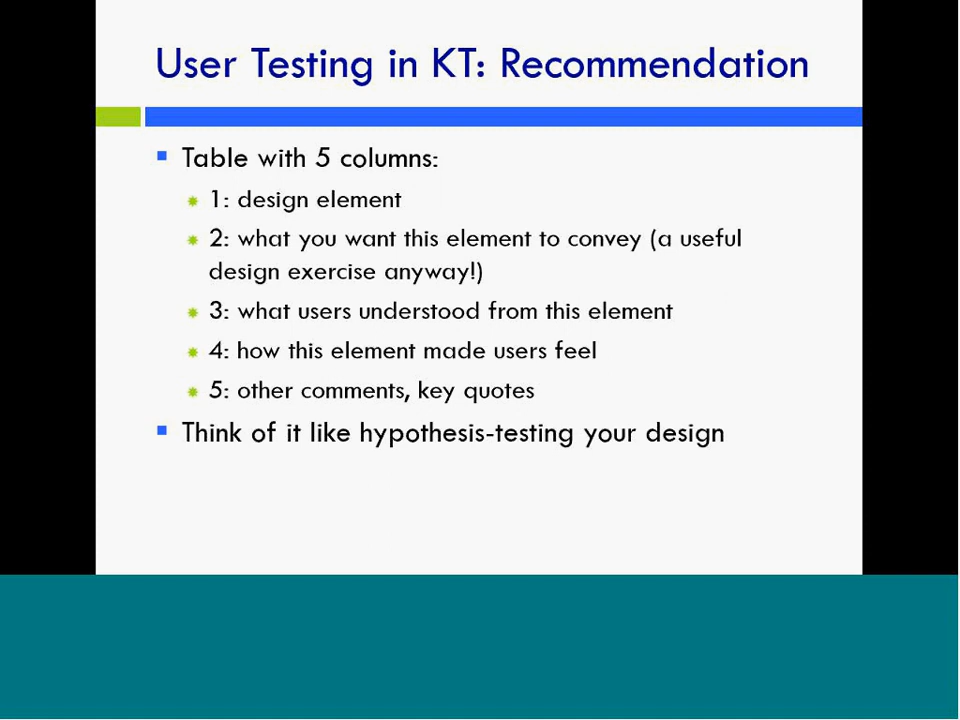 User Testing in KT: Recommendation
Table with 5 columns:
1: design element
2: what you want this element to convey (a useful
design exercise anyway!)
3: what users understood from this element
4: how this element made users feel
5: other comments, key quotes
Think of it like hypothesis-testing your design